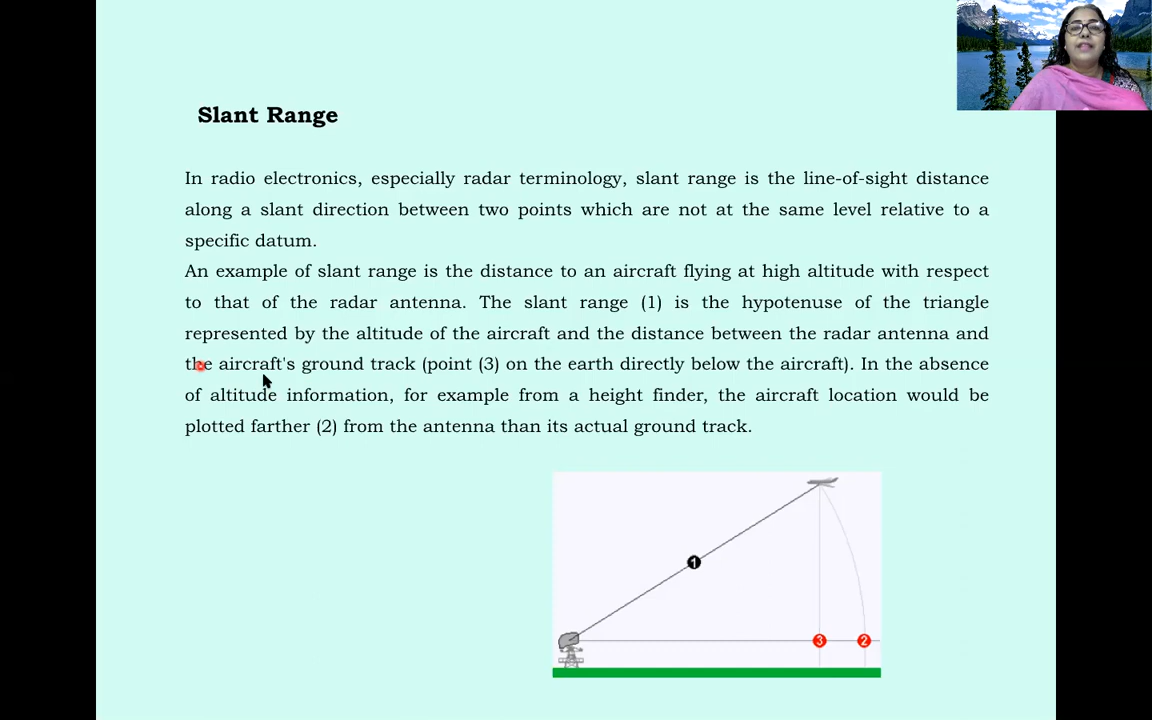 Slant Range
In radio electronics, especially radar terminology, slant range is the line-of-sight distance
along a slant direction between two points which are not at the same level relative to a
specific datum.
An example of slant range is the distance to an aircraft flying at high altitude with respect
to that of the radar antenna. The slant range (1) is the hypotenuse of the triangle
represented by the altitude of the aircraft and the distance between the radar antenna and
the aircraft's ground track (point (3) on the earth directly below the aircraft). In the absence
of altitude information, for example from a height finder, the aircraft location would be
plotted farther (2) from the antenna than its actual ground track.
1
3 2